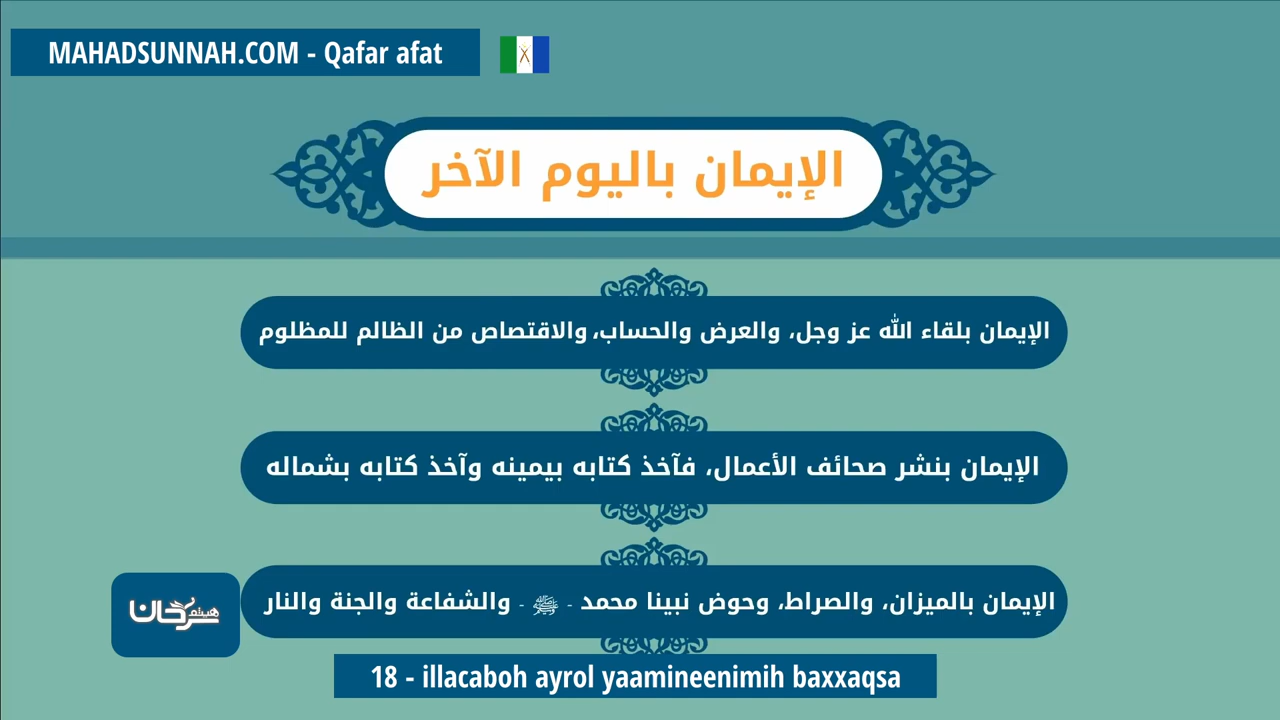 MAHADSUNNAH.COM - Qafar afat
الإيمان باليوم الآخر
الإيمان بلقاء الله عز وجل، والعرض والحساب، والاقتصاص من الظالم للمظلوم
الإيمان بنشر صحائف الأعمال، فآخذ كتابه بيمينه وآخذ كتابه بشماله
الإيمان بالميزان، والصراط، وحوض نبينا محمد - ﷺ - والشفاعة والجنة والنار
هيثم سرحان
18 - illacaboh ayrol yaamineenimih baxxaqsa